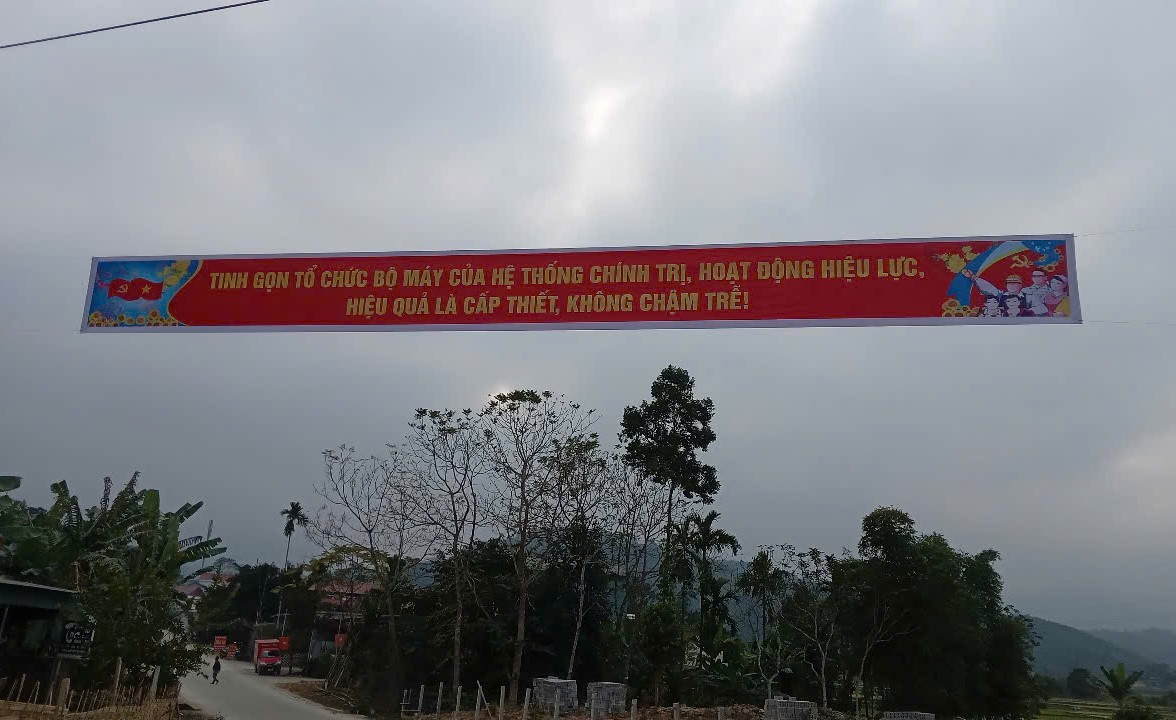 TINH GỌN TỔ CHỨC BỘ MÁY CỦA HỆ THỐNG CHÍNH TRỊ, HOẠT ĐỘNG HIỆU LỰC,
HIỆU QUẢ LÀ CẤP THIẾT, KHÔNG CHẬM TRỄ!